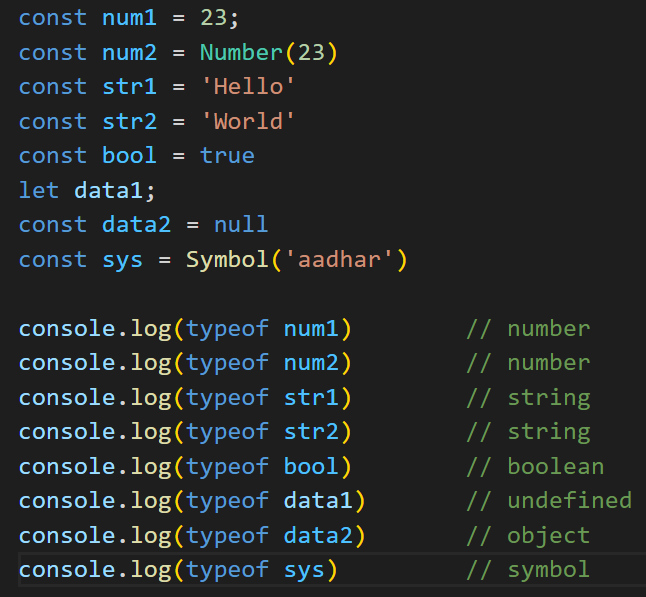 const num1 = 23;
const num2 = Number(23)
const str1 = 'Hello'
const str2 = 'World'
const bool = true
let data1;
const data2 = null
const sys = Symbol('aadhar')
console.log(typeof num1) // number
console.log(typeof num2) // number
console.log(typeof str1) // string
console.log(typeof str2) // string
console.log(typeof bool) // boolean
console.log(typeof data1) // undefined
console.log(typeof data2) // object
console.log(typeof sys) // symbol